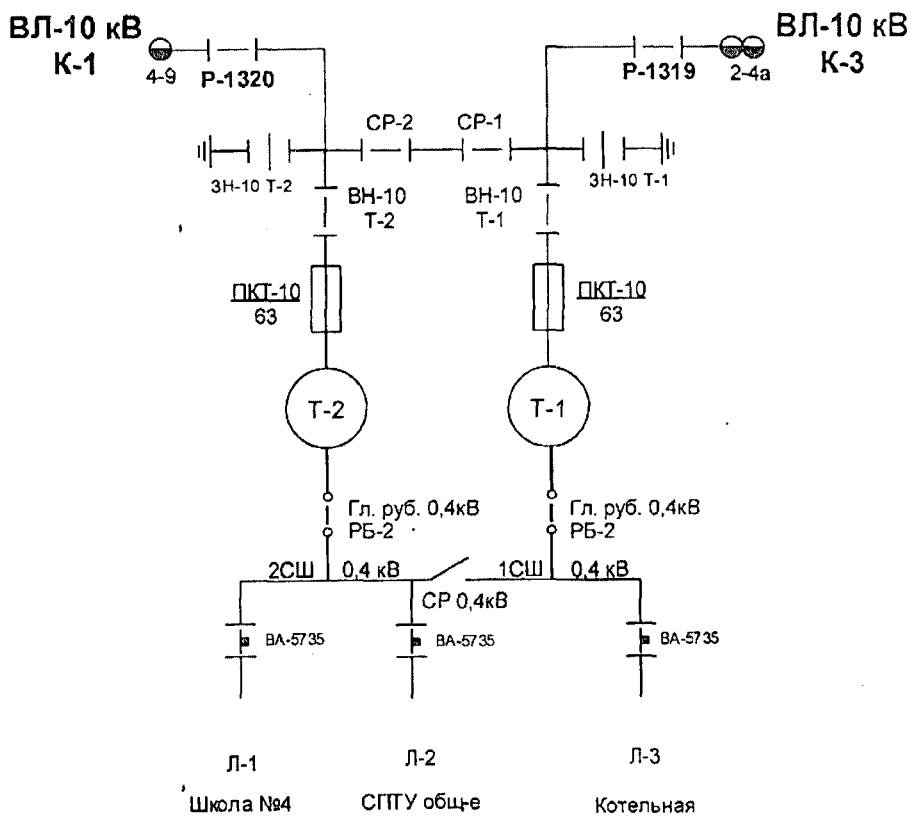 ВЛ-10 кВ
К-1
4-9
Р-1320
ВЛ-10 кВ
К-3
Р-1319
2-4а
СР-2
СР-1
ЗН-10 Т-2
ВН-10
Т-2
ВН-10
Т-1
ЗН-10 Т-1
ПКТ-10
63
ПКТ-10
63
Т-2
Т-1
Гл. руб. 0,4кВ
РБ-2
Гл. руб. 0,4кВ
РБ-2
2СШ 0,4 кВ
1СШ 0,4 кВ
СР 0,4кВ
ВА-5735
ВА-5735
ВА-5735
Л-1
Л-2
Л-3
Школа №4
СПТУ общ-е
Котельная